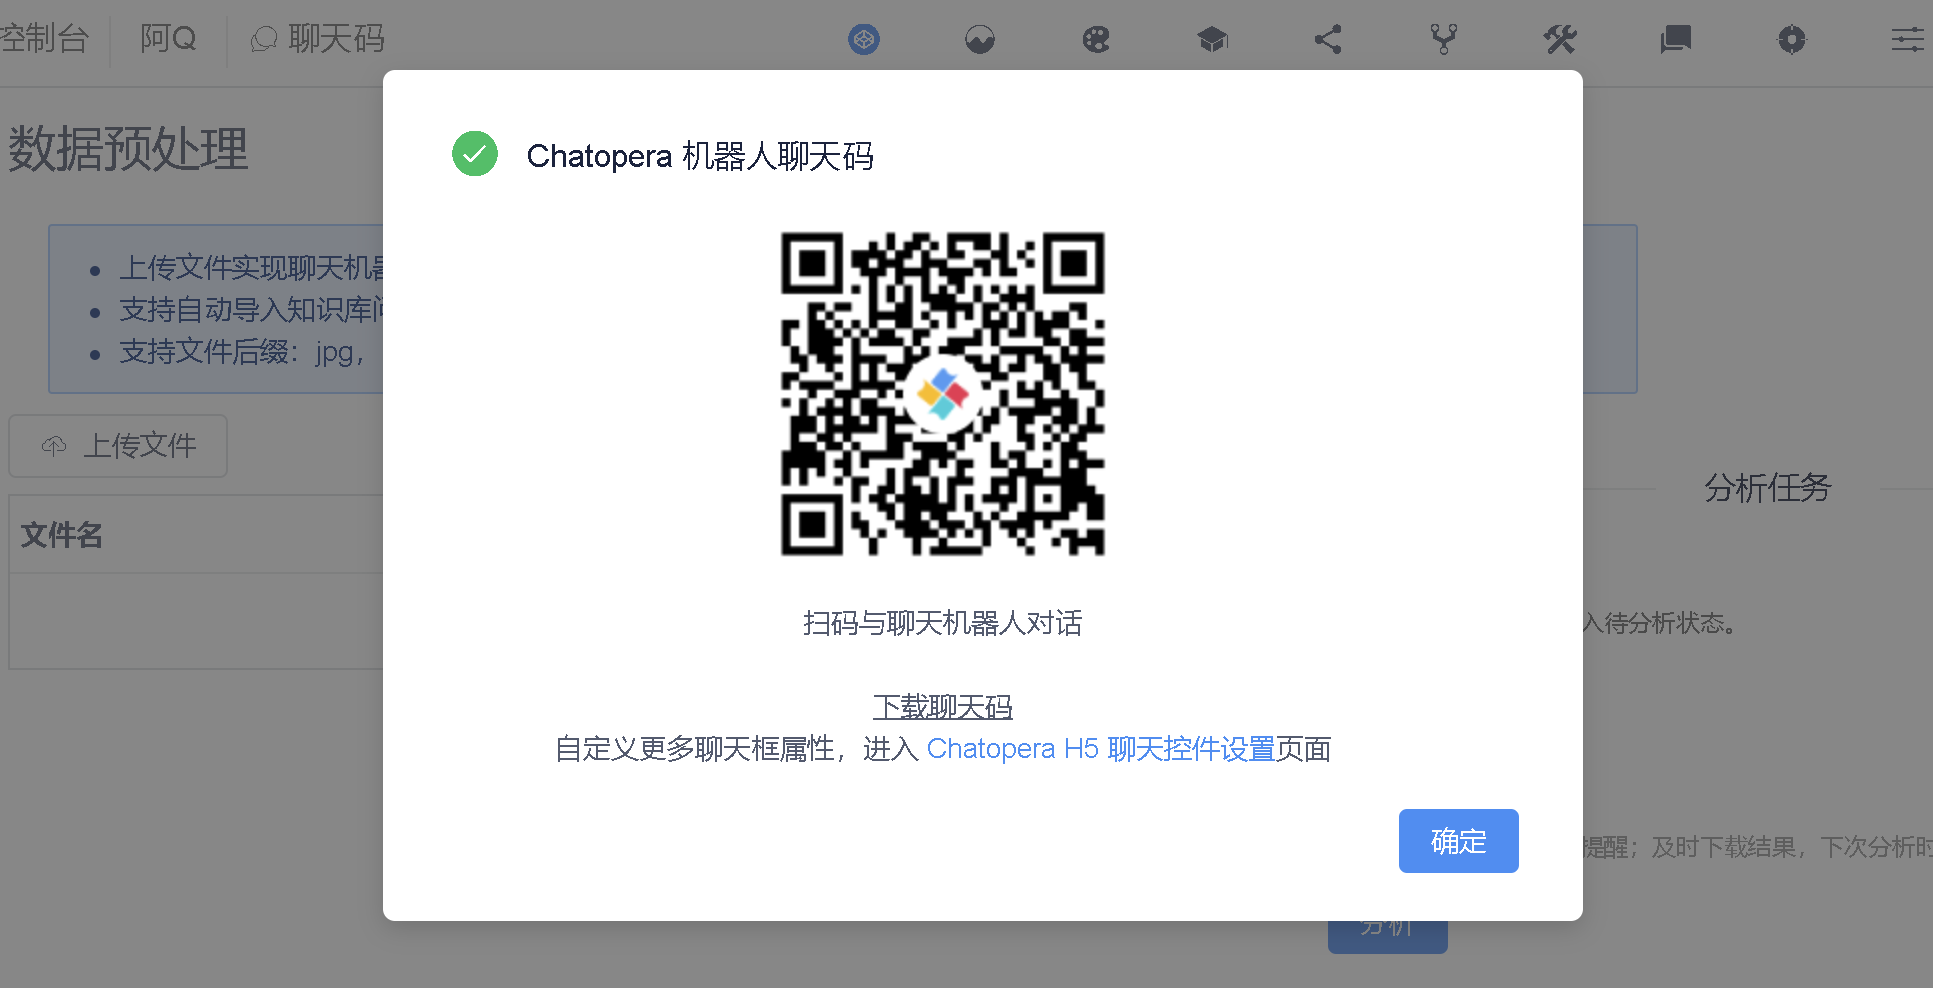 控制台
阿Q
聊天码
数据预处理
上传文件实现聊天机
支持自动导入知识库
支持文件后缀：jpg，
上传文件
文件名
Chatopera 机器人聊天码
扫码与聊天机器人对话
下载聊天码
自定义更多聊天框属性，进入 Chatopera H5 聊天控件设置页面
确定
分析任务
入待分析状态。
提醒；及时下载结果，下次分析时
分析